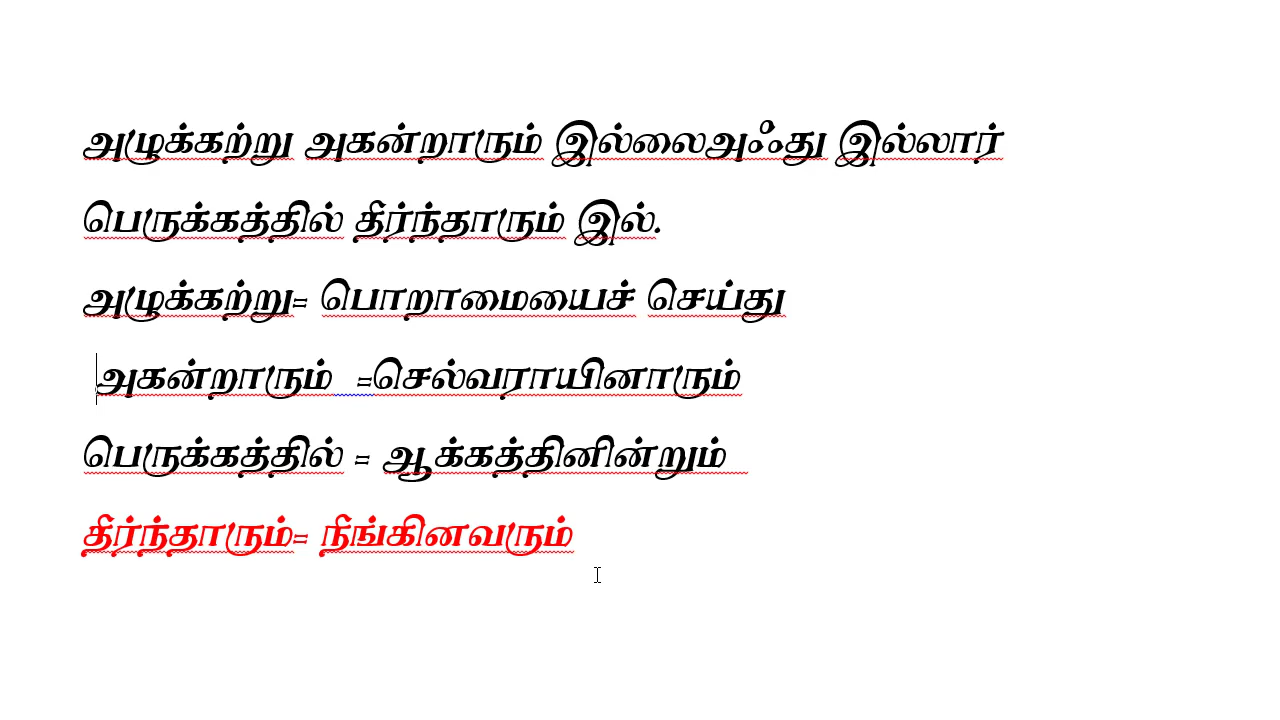 அழுக்கற்று அகன்றாரும் இல்லைஅஃது இல்லார்
பெருக்கத்தில் தீர்ந்தாரும் இல்.
அழுக்கற்று= பொறாமையைச் செய்து
அகன்றாரும் =செல்வராயினாரும்
பெருக்கத்தில் = ஆக்கத்தினின்றும்
தீர்ந்தாரும்= நீங்கினவரும்